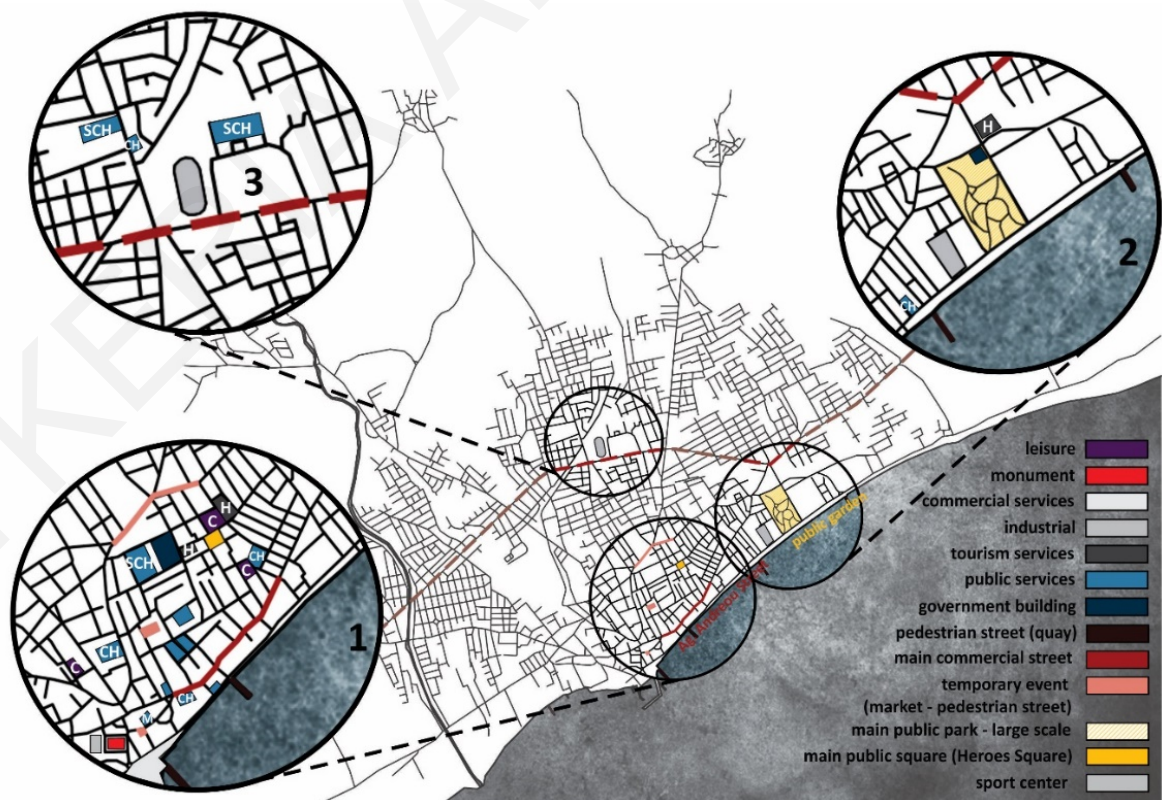 SCH
SCH
CH
3
H
2
CH
H
C
SCH
H
CH
C
1
CH
C
CH
M
public garden
leisure
monument
commercial services
industrial
tourism services
public services
government building
pedestrian street (quay)
main commercial street
temporary event
(market - pedestrian street)
main public park - large scale
main public square (Heroes Square)
sport center